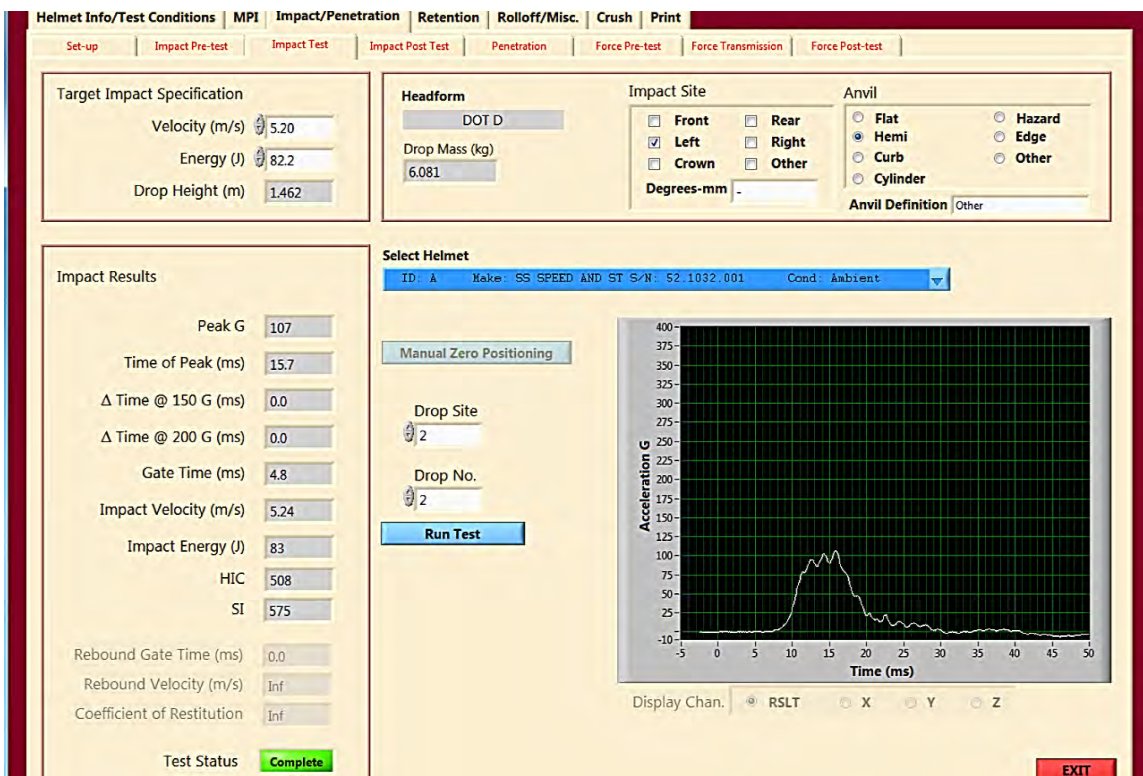 Helmet Info/Test Conditions MPI Impact/Penetration Retention Rolloff/Misc. Crush Print
Set-up Impact Pre-test Impact Test Impact Post Test Penetration Force Pre-test Force Transmission Force Post-test
Target Impact Specification
Velocity (m/s) 5.20
Energy (J) 82.2
Drop Height (m) 1.462
Headform
DOT D
Drop Mass (kg)
6.081
Impact Site
Front Rear
Left Right
Crown Other
Degrees-mm -
Anvil
Flat Hazard
Hemi Edge
Curb Other
Cylinder
Anvil Definition Other
Impact Results
Peak G 107
Time of Peak (ms) 15.7
Δ Time @ 150 G (ms) 0.0
Δ Time @ 200 G (ms) 0.0
Gate Time (ms) 4.8
Impact Velocity (m/s) 5.24
Impact Energy (J) 83
HIC 508
SI 575
Rebound Gate Time (ms) 0.0
Rebound Velocity (m/s) Inf
Coefficient of Restitution Inf
Test Status Complete
Select Helmet
ID: A Make: SS SPEED AND ST S/N: 52.1032.001 Cond: Ambient
Manual Zero Positioning
Drop Site
2
Drop No.
2
Run Test
Acceleration G
400
375
350
325
300
275
250
225
200
175
150
125
100
75
50
25
-10
-5 0 5 10 15 20 25 30 35 40 45 50
Time (ms)
Display Chan. RSLT X Y Z
EXIT